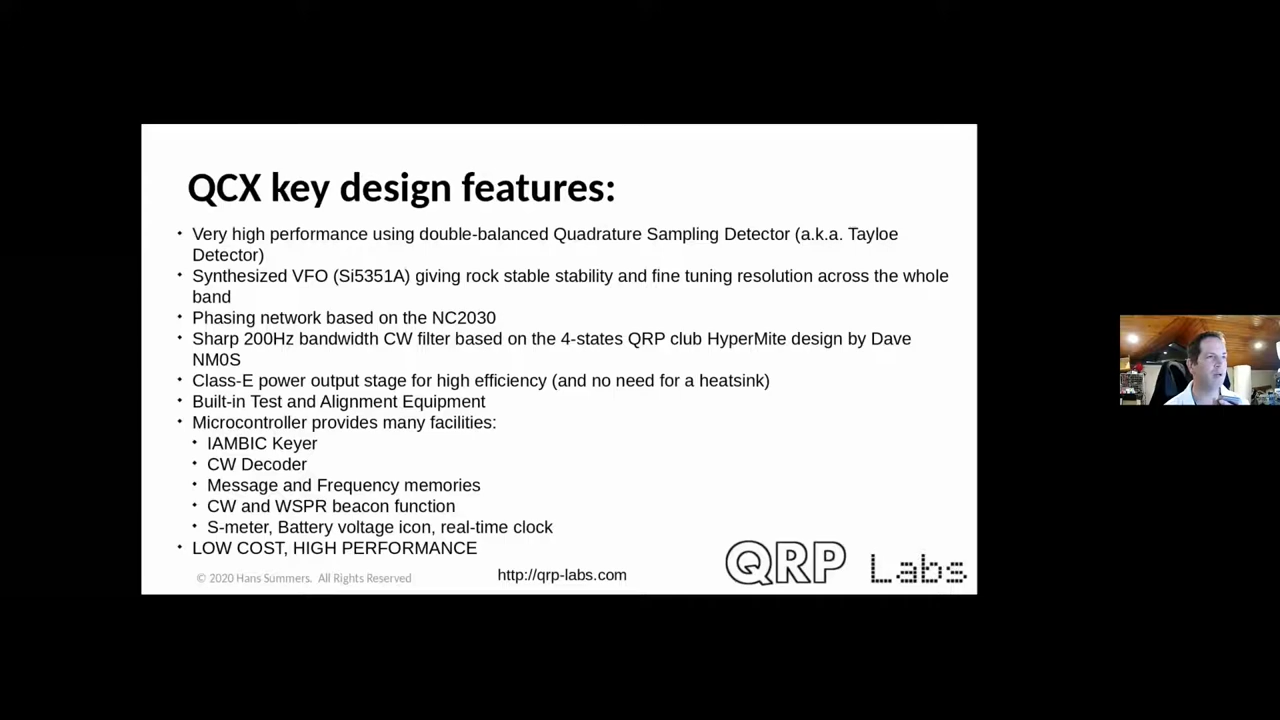 QCX key design features:
Very high performance using double-balanced Quadrature Sampling Detector (a.k.a. Tayloe
Detector)
Synthesized VFO (Si5351A) giving rock stable stability and fine tuning resolution across the whole
band
Phasing network based on the NC2030
Sharp 200Hz bandwidth CW filter based on the 4-states QRP club HyperMite design by Dave
NM0S
Class-E power output stage for high efficiency (and no need for a heatsink)
Built-in Test and Alignment Equipment
Microcontroller provides many facilities:
IAMBIC Keyer
CW Decoder
Message and Frequency memories
CW and WSPR beacon function
S-meter, Battery voltage icon, real-time clock
LOW COST, HIGH PERFORMANCE
© 2020 Hans Summers. All Rights Reserved
http://qrp-labs.com
QRP Labs